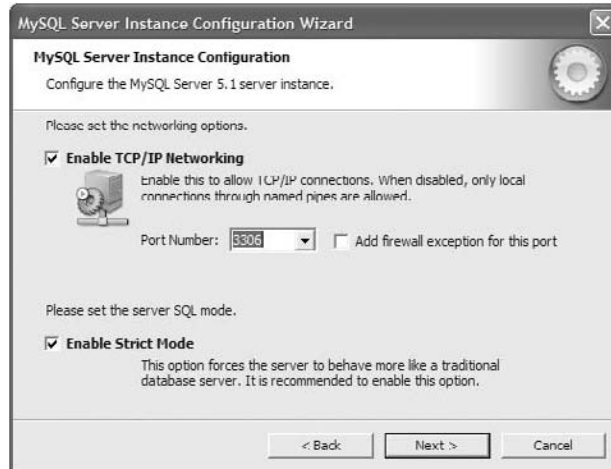 MySQL Server Instance Configuration Wizard
MySQL Server Instance Configuration
Configure the MySQL Server 5.1 server instance.
Please set the networking options.
Enable TCP/IP Networking
Enable this to allow TCP/IP connections. When disabled, only local
connections through named pipes are allowed.
Port Number: 3306 Add firewall exception for this port
Please set the server SQL mode.
Enable Strict Mode
This option forces the server to behave more like a traditional
database server. It is recommended to enable this option.
< Back Next > Cancel